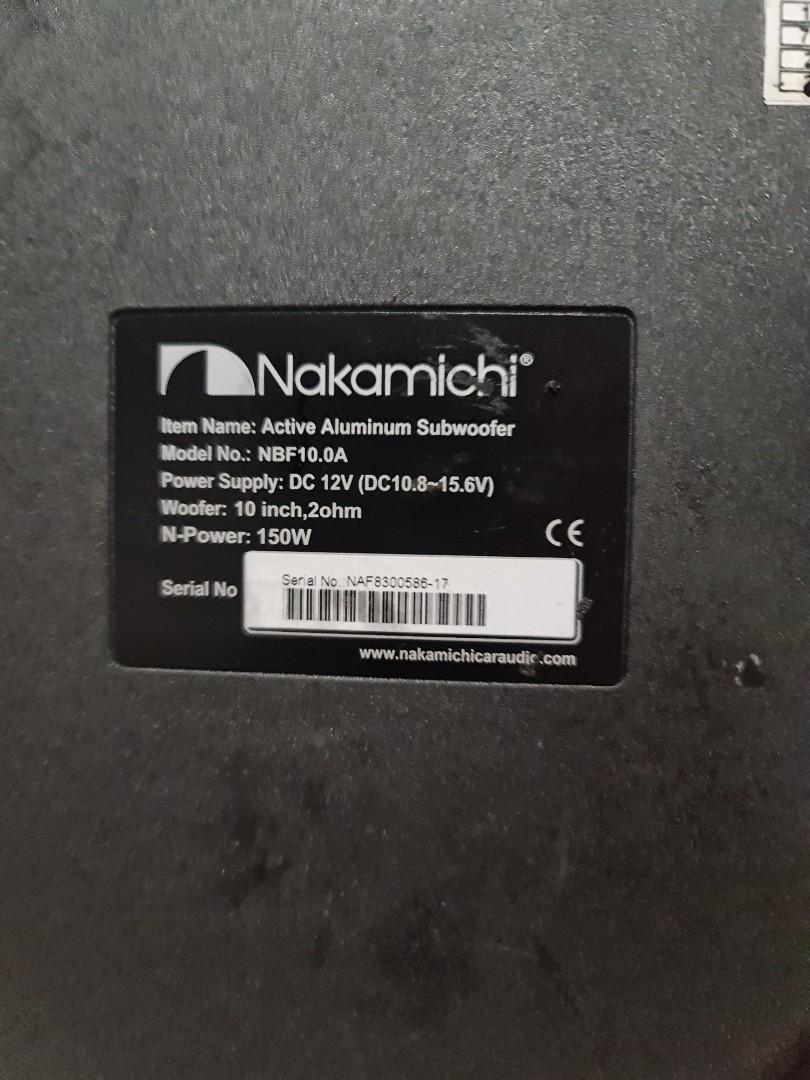 Nakamichi®
Item Name: Active Aluminum Subwoofer
Model No.: NBF10.0A
Power Supply: DC 12V (DC10.8~15.6V)
Woofer: 10 inch,2ohm
N-Power: 150W
CE
Serial No
Serial No.:NAF8300586-17
www.nakamichicaraudio.com